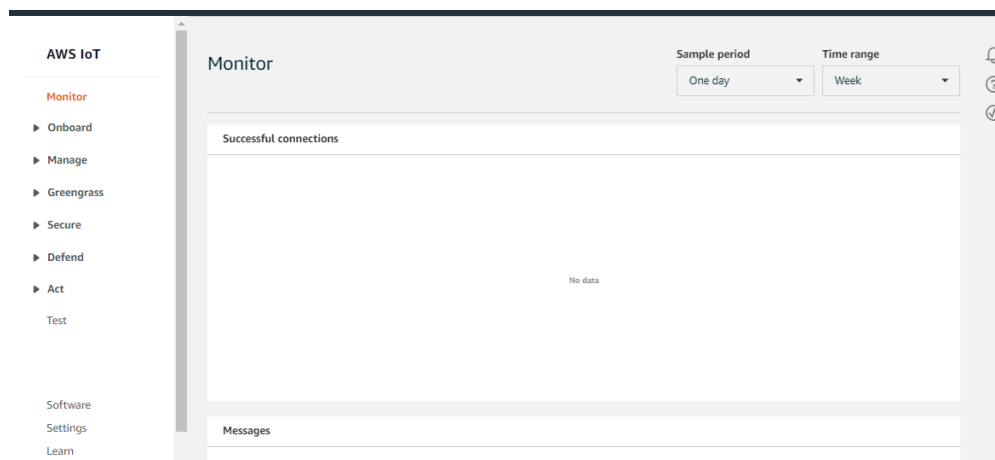 AWS IoT
Monitor
Onboard
Manage
Greengrass
Secure
Defend
Act
Test
Software
Settings
Learn
Monitor
Sample period
One day
Time range
Week
Successful connections
No data
Messages